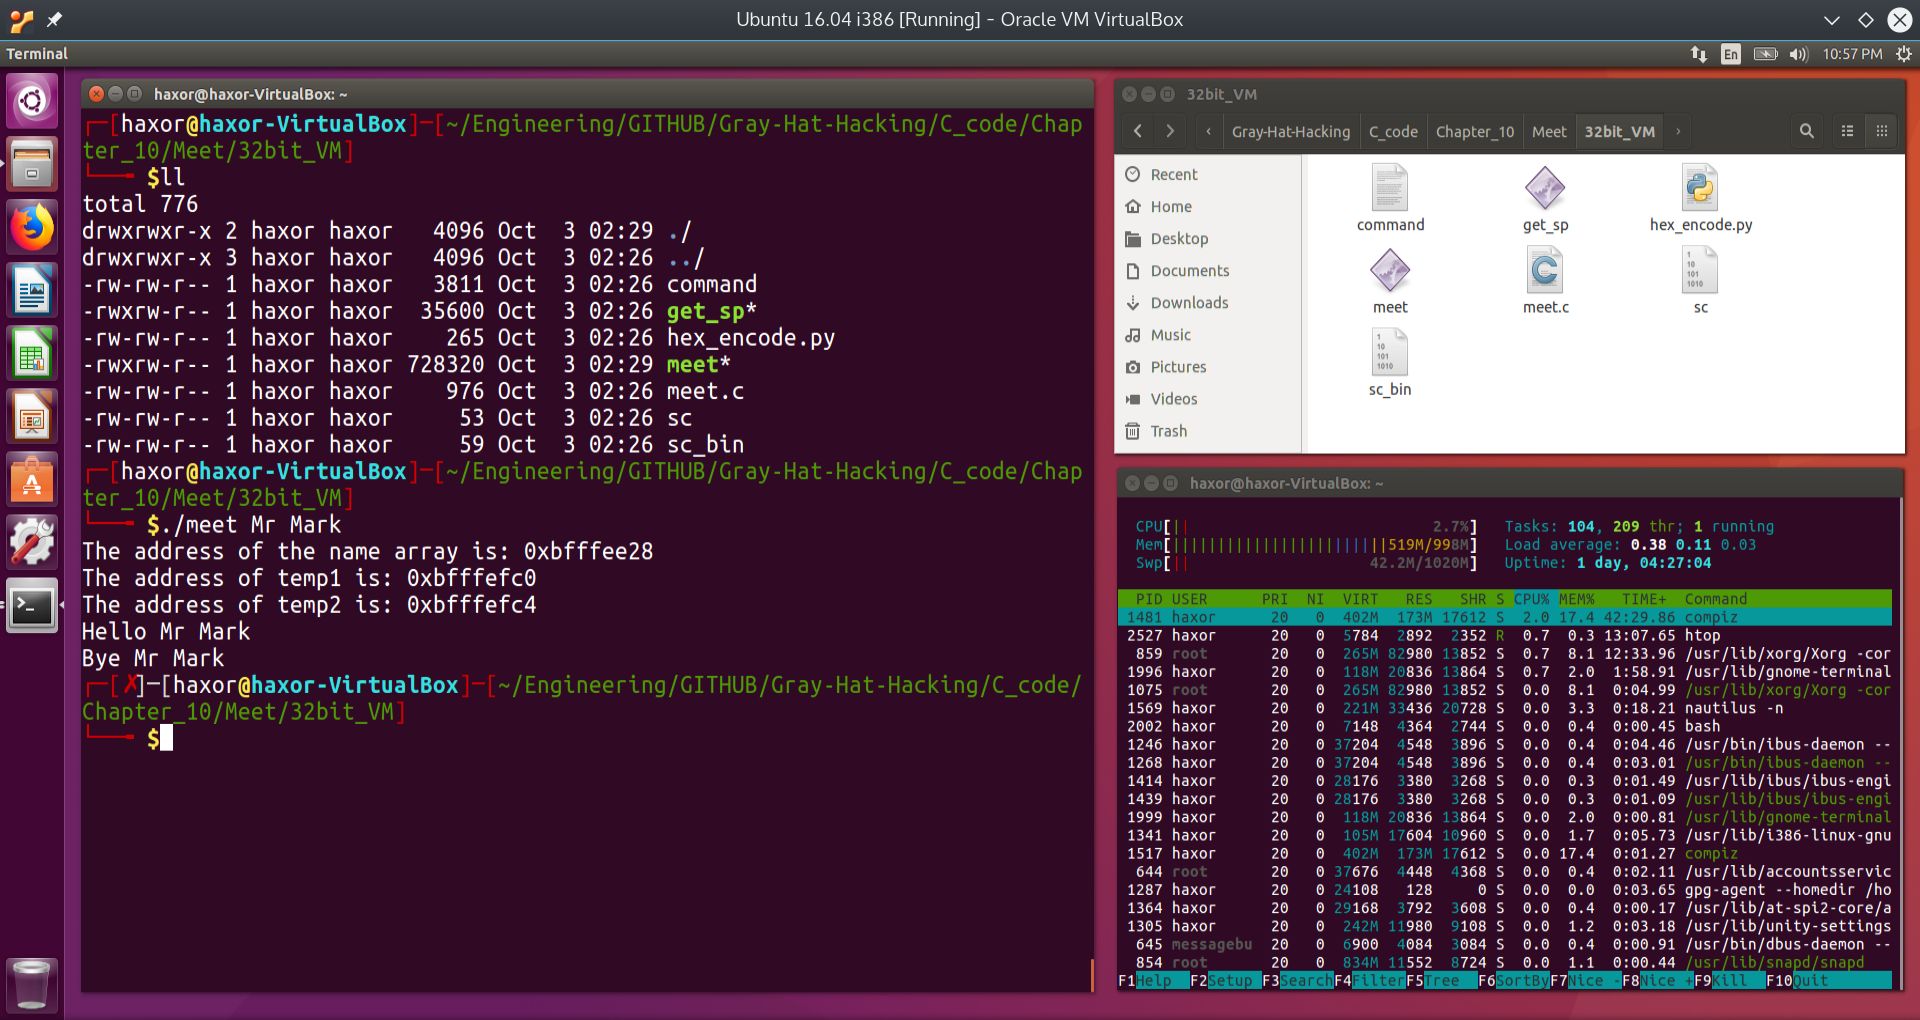 Ubuntu 16.04 i386 [Running] - Oracle VM VirtualBox
Terminal
En
10:57 PM
haxor@haxor-VirtualBox: ~
[haxor@haxor-VirtualBox]-[~/Engineering/GITHUB/Gray-Hat-Hacking/C_code/Chap
ter_10/Meet/32bit_VM]
$ll
total 776
drwxrwxr-x 2 haxor haxor 4096 Oct 3 02:29 ./
drwxrwxr-x 3 haxor haxor 4096 Oct 3 02:26 ../
-rw-rw-r-- 1 haxor haxor 3811 Oct 3 02:26 command
-rwxrw-r-- 1 haxor haxor 35600 Oct 3 02:26 get_sp*
-rw-rw-r-- 1 haxor haxor 265 Oct 3 02:26 hex_encode.py
-rwxrw-r-- 1 haxor haxor 728320 Oct 3 02:29 meet*
-rw-rw-r-- 1 haxor haxor 976 Oct 3 02:26 meet.c
-rw-rw-r-- 1 haxor haxor 53 Oct 3 02:26 sc
-rw-rw-r-- 1 haxor haxor 59 Oct 3 02:26 sc_bin
[haxor@haxor-VirtualBox]-[~/Engineering/GITHUB/Gray-Hat-Hacking/C_code/Chap
ter_10/Meet/32bit_VM]
$./meet Mr Mark
The address of the name array is: 0xbfffee28
The address of temp1 is: 0xbfffefc0
The address of temp2 is: 0xbfffefc4
Hello Mr Mark
Bye Mr Mark
[✗]-[haxor@haxor-VirtualBox]-[~/Engineering/GITHUB/Gray-Hat-Hacking/C_code/
Chapter_10/Meet/32bit_VM]
$
32bit_VM
Gray-Hat-Hacking C_code Chapter_10 Meet 32bit_VM
Recent
Home
Desktop
Documents
Downloads
Music
Pictures
Videos
Trash
command get_sp hex_encode.py
meet meet.c sc
sc_bin
haxor@haxor-VirtualBox: ~
CPU[|| 2.7%] Tasks: 104, 209 thr; 1 running
Mem[||||||||||||||||||||||||519M/998M] Load average: 0.38 0.11 0.03
Swp[|| 42.2M/1020M] Uptime: 1 day, 04:27:04
PID USER PRI NI VIRT RES SHR S CPU% MEM% TIME+ Command
1481 haxor 20 0 402M 173M 17612 S 2.0 17.4 42:29.86 compiz
2527 haxor 20 0 5784 2892 2352 R 0.7 0.3 13:07.65 htop
859 root 20 0 265M 82980 13852 S 0.7 8.1 12:33.96 /usr/lib/xorg/Xorg -cor
1996 haxor 20 0 118M 20836 13864 S 0.7 2.0 1:58.91 /usr/lib/gnome-terminal
1075 root 20 0 265M 82980 13852 S 0.0 8.1 0:04.99 /usr/lib/xorg/Xorg -cor
1569 haxor 20 0 221M 33436 20728 S 0.0 3.3 0:18.21 nautilus -n
2002 haxor 20 0 7148 4364 2744 S 0.0 0.4 0:00.45 bash
1246 haxor 20 0 37204 4548 3896 S 0.0 0.4 0:04.46 /usr/bin/ibus-daemon --
1268 haxor 20 0 37204 4548 3896 S 0.0 0.4 0:03.01 /usr/bin/ibus-daemon --
1414 haxor 20 0 28176 3380 3268 S 0.0 0.3 0:01.49 /usr/lib/ibus/ibus-engi
1439 haxor 20 0 28176 3380 3268 S 0.0 0.3 0:01.09 /usr/lib/ibus/ibus-engi
1999 haxor 20 0 118M 20836 13864 S 0.0 2.0 0:00.81 /usr/lib/gnome-terminal
1341 haxor 20 0 105M 17604 10960 S 0.0 1.7 0:05.73 /usr/lib/i386-linux-gnu
1517 haxor 20 0 402M 173M 17612 S 0.0 17.4 0:01.27 compiz
644 root 20 0 37676 4448 4368 S 0.0 0.4 0:02.11 /usr/lib/accountsservic
1287 haxor 20 0 24108 128 0 S 0.0 0.0 0:03.65 gpg-agent --homedir /ho
1364 haxor 20 0 29168 3792 3608 S 0.0 0.4 0:00.17 /usr/lib/at-spi2-core/a
1305 haxor 20 0 242M 11980 9108 S 0.0 1.2 0:03.18 /usr/lib/unity-settings
645 messagebu 20 0 6900 4084 3084 S 0.0 0.4 0:00.91 /usr/bin/dbus-daemon --
854 root 20 0 834M 11552 8724 S 0.0 1.1 0:00.44 /usr/lib/snapd/snapd
F1Help F2Setup F3SearchF4FilterF5Tree F6SortByF7Nice -F8Nice +F9Kill F10Quit